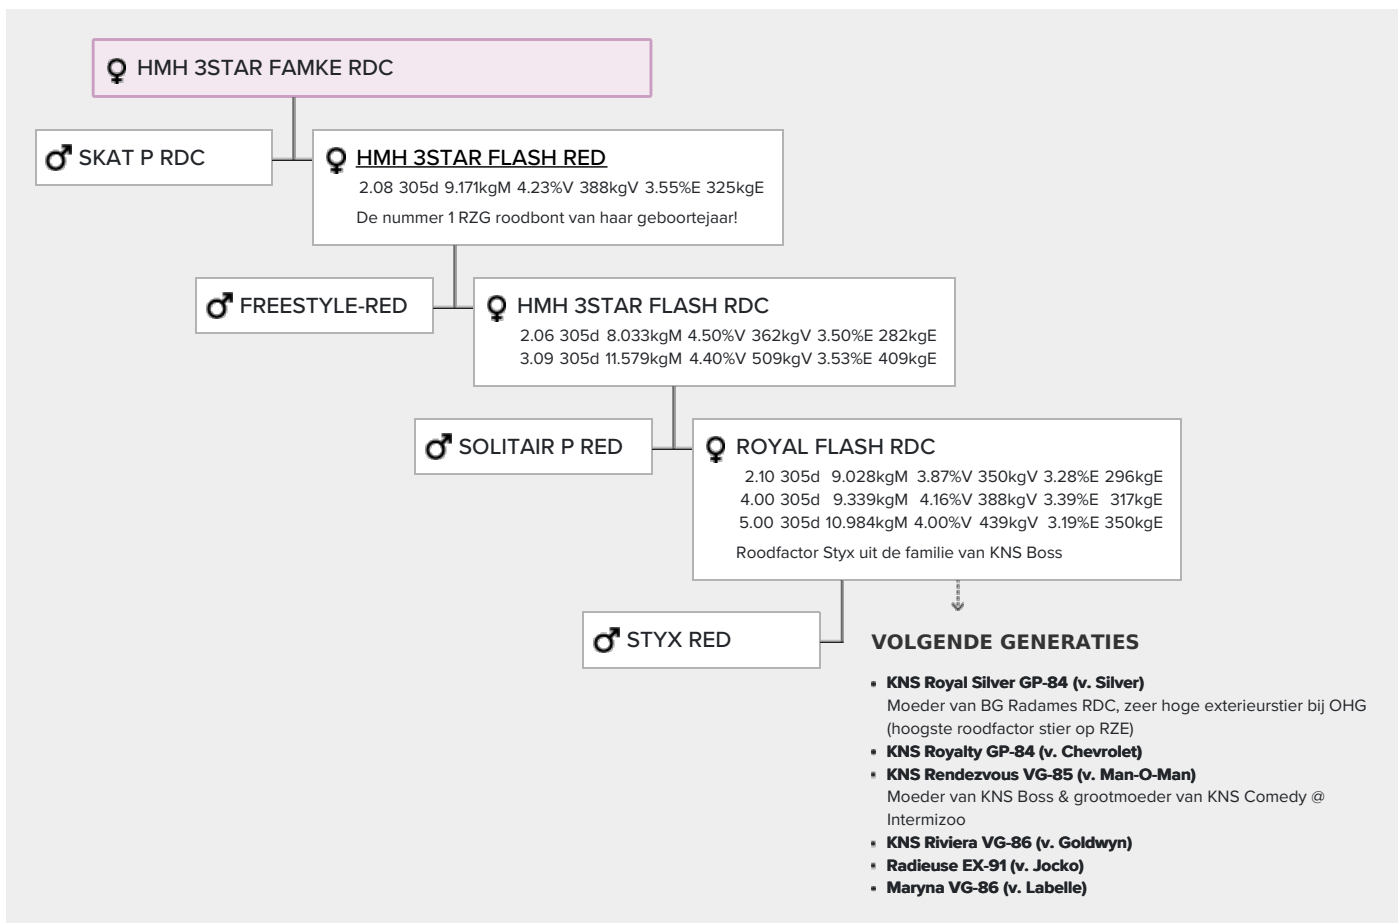 HMH 3STAR FAMKE RDC
SKAT P RDC
HMH 3STAR FLASH RED
2.08 305d 9.171kgM 4.23%V 388kgV 3.55%E 325kgE
De nummer 1 RZG roodbont van haar geboortejaar!
FREESTYLE-RED
HMH 3STAR FLASH RDC
2.06 305d 8.033kgM 4.50%V 362kgV 3.50%E 282kgE
3.09 305d 11.579kgM 4.40%V 509kgV 3.53%E 409kgE
SOLITAIR P RED
ROYAL FLASH RDC
2.10 305d 9.028kgM 3.87%V 350kgV 3.28%E 296kgE
4.00 305d 9.339kgM 4.16%V 388kgV 3.39%E 317kgE
5.00 305d 10.984kgM 4.00%V 439kgV 3.19%E 350kgE
Roodfactor Styx uit de familie van KNS Boss
STYX RED
VOLGENDE GENERATIES
KNS Royal Silver GP-84 (v. Silver)
Moeder van BG Radames RDC, zeer hoge exterieurstier bij OHG
(hoogste roodfactor stier op RZE)
KNS Royalty GP-84 (v. Chevrolet)
KNS Rendezvous VG-85 (v. Man-O-Man)
Moeder van KNS Boss & grootmoeder van KNS Comedy @
Intermizoo
KNS Riviera VG-86 (v. Goldwyn)
Radieuse EX-91 (v. Jocko)
Maryna VG-86 (v. Labelle)